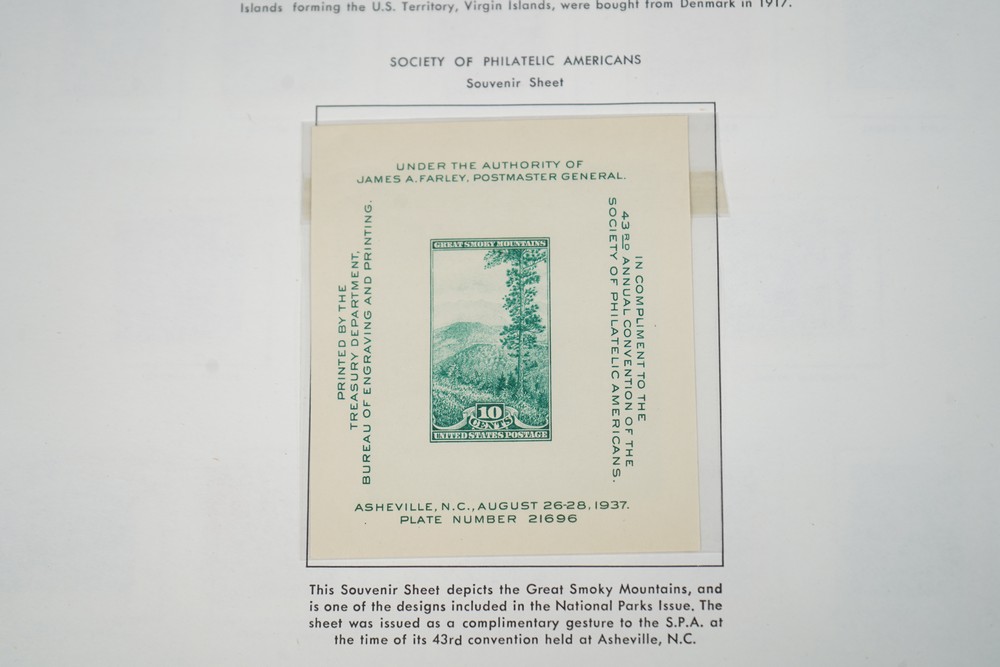 Islands forming the U.S. Territory, Virgin Islands, were bought from Denmark in 1917.
SOCIETY OF PHILATELIC AMERICANS
Souvenir Sheet
UNDER THE AUTHORITY OF
JAMES A. FARLEY, POSTMASTER GENERAL.
PRINTED BY THE
TREASURY DEPARTMENT,
BUREAU OF ENGRAVING AND PRINTING.
GREAT SMOKY MOUNTAINS
10
CENTS
UNITED STATES POSTAGE
IN COMPLIMENT TO THE
43RD ANNUAL CONVENTION OF THE
SOCIETY OF PHILATELIC AMERICANS.
ASHEVILLE, N.C., AUGUST 26-28, 1937.
PLATE NUMBER 21696
This Souvenir Sheet depicts the Great Smoky Mountains, and
is one of the designs included in the National Parks Issue. The
sheet was issued as a complimentary gesture to the S.P.A. at
the time of its 43rd convention held at Asheville, N.C.